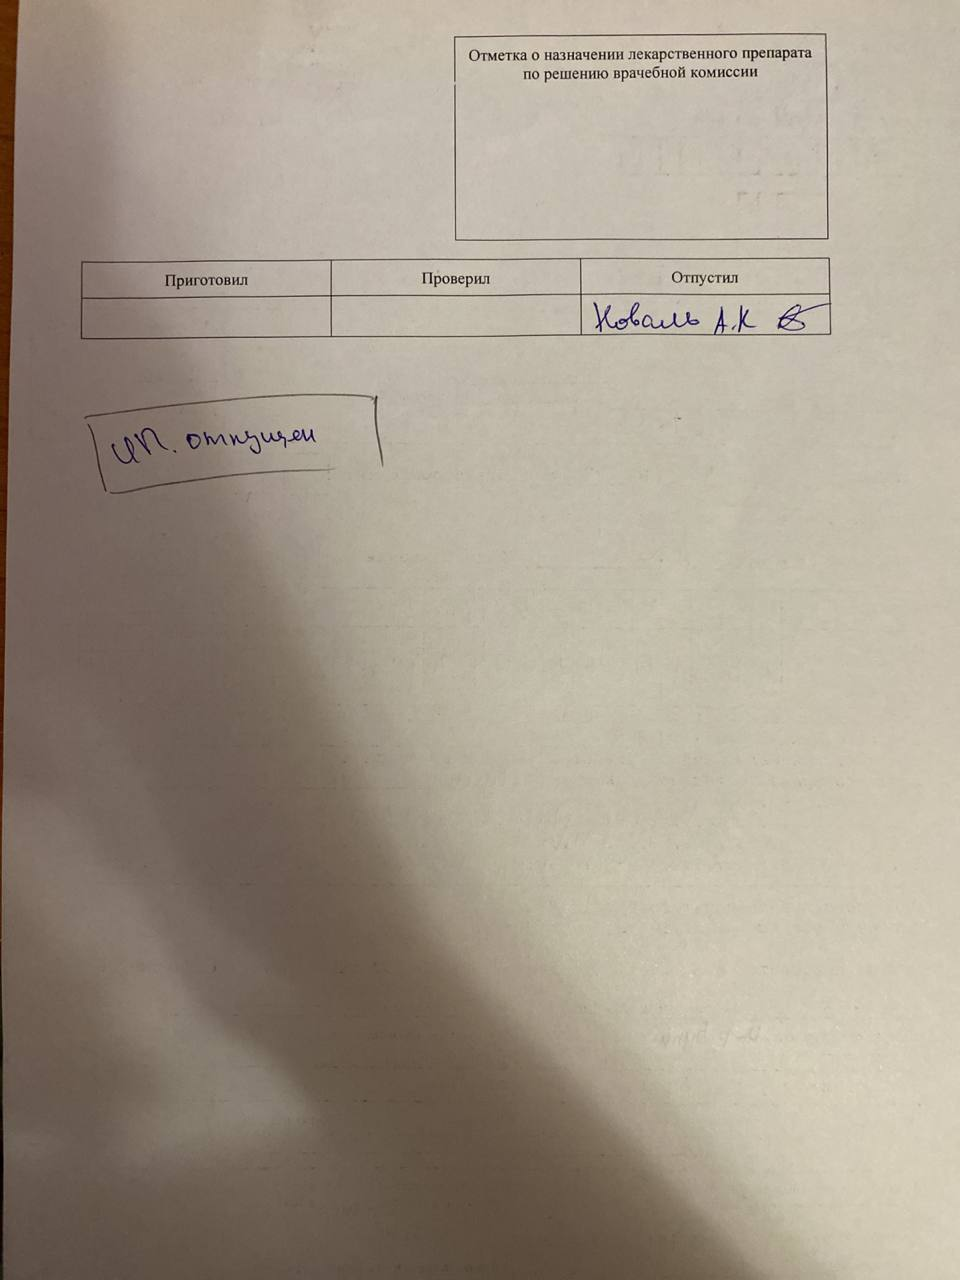 Отметка о назначении лекарственного препарата
по решению врачебной комиссии
Приготовил Проверил Отпустил
Коваль А.К
ИП. отпущен